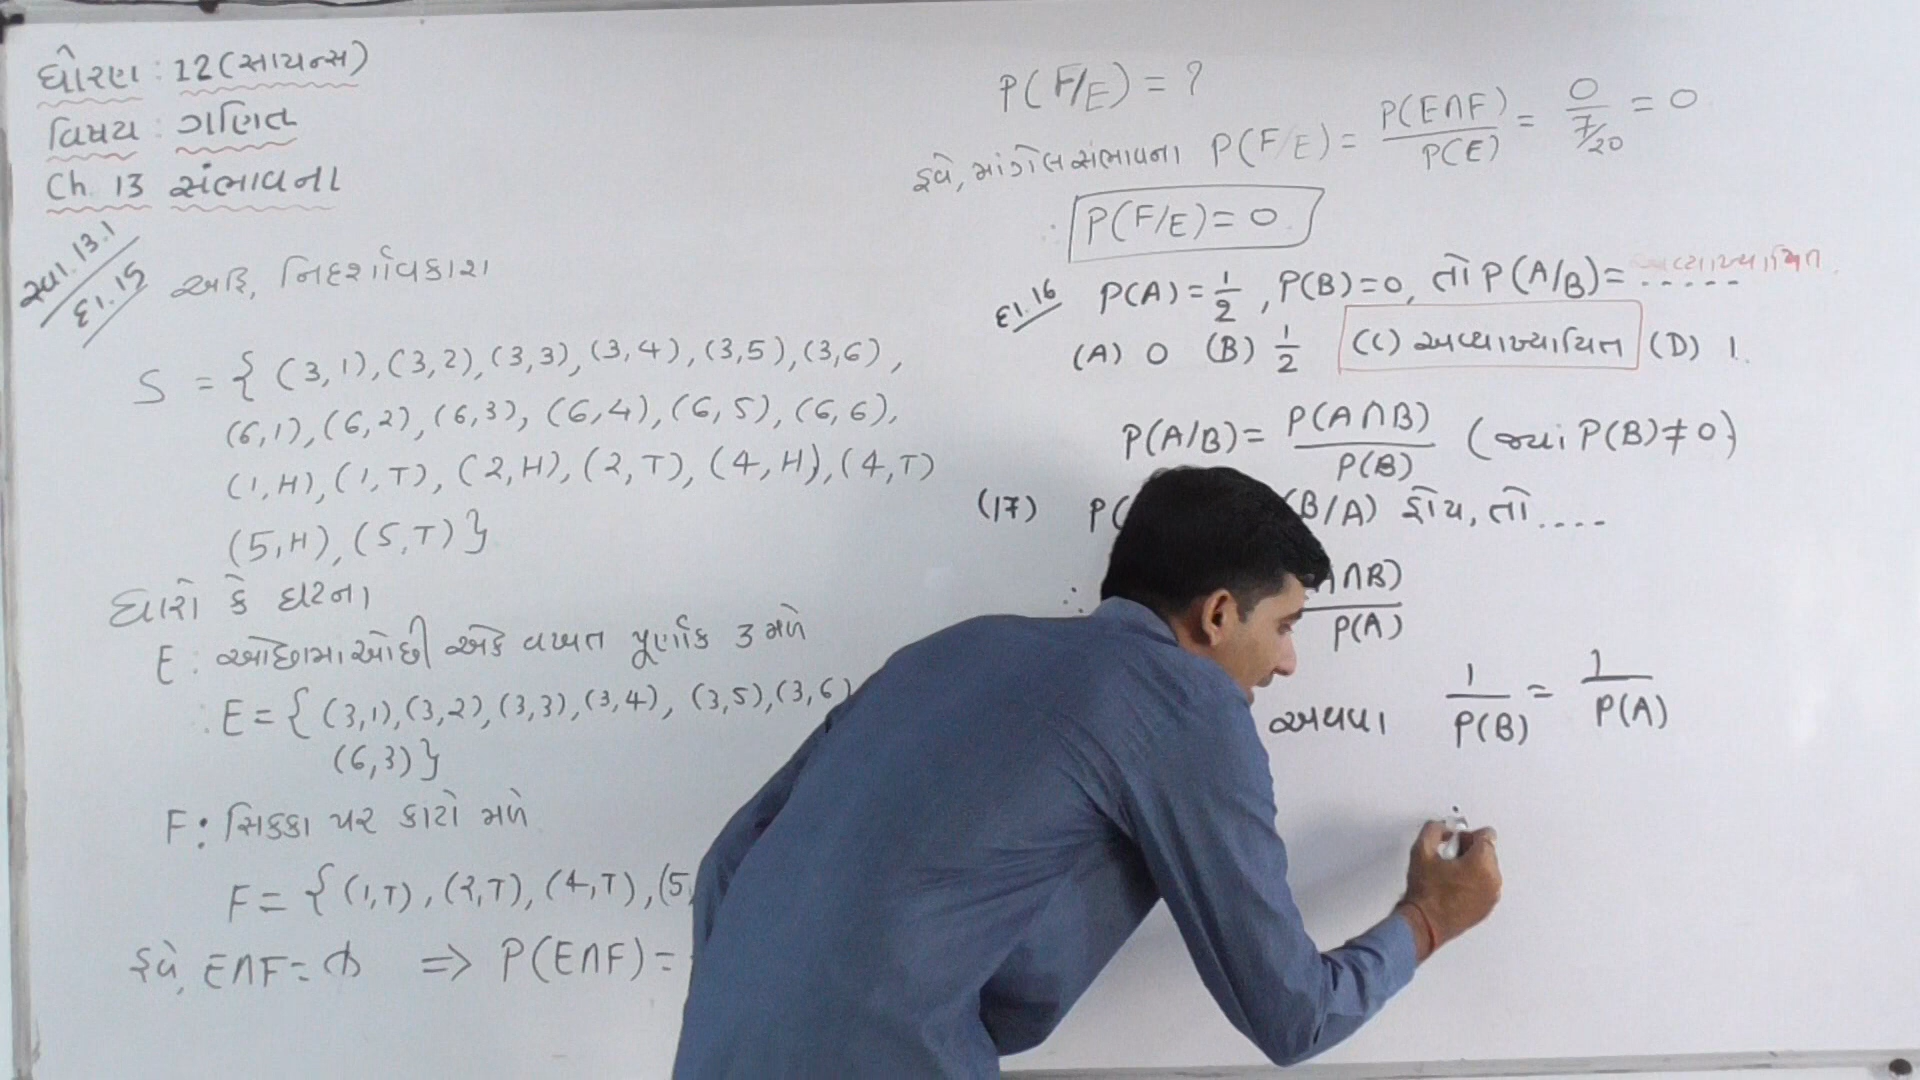 ધોરણ : 12 (સાયન્સ)
વિષય : ગણિત
Ch. 13 સંભાવના
સ્વા. 13.1
દા. 15
અહિ, નિદર્શાવકાશ
S = { (3,1), (3,2), (3,3), (3,4), (3,5), (3,6),
(6,1), (6,2), (6,3), (6,4), (6,5), (6,6),
(1,H), (1,T), (2,H), (2,T), (4,H), (4,T)
(5,H), (5,T) }
ધારો કે ઘટના
E : ઓછામાઓછી એક વખત પૂર્ણાંક 3 મળે
∴ E = { (3,1), (3,2), (3,3), (3,4), (3,5), (3,6)
(6,3) }
F : સિક્કા પર કાટો મળે
F = { (1,T), (2,T), (4,T), (5,
હવે, E∩F = ϕ ⇒ P(E∩F) =
P(F/E) = ?
હવે, માંગેલ સંભાવના P(F/E) = P(E∩F)/P(E) = 0/(7/20) = 0
∴ P(F/E) = 0.
દા. 16 P(A) = 1/2, P(B) = 0, તો P(A/B) = .....
(A) 0 (B) 1/2 (C) અવ્યાખ્યાયિત (D) 1.
P(A/B) = P(A∩B)/P(B) (જ્યાં P(B) ≠ 0)
(17) P( B/A) હોય, તો ....
∴ A∩B)/P(A)
અથવા 1/P(B) = 1/P(A)